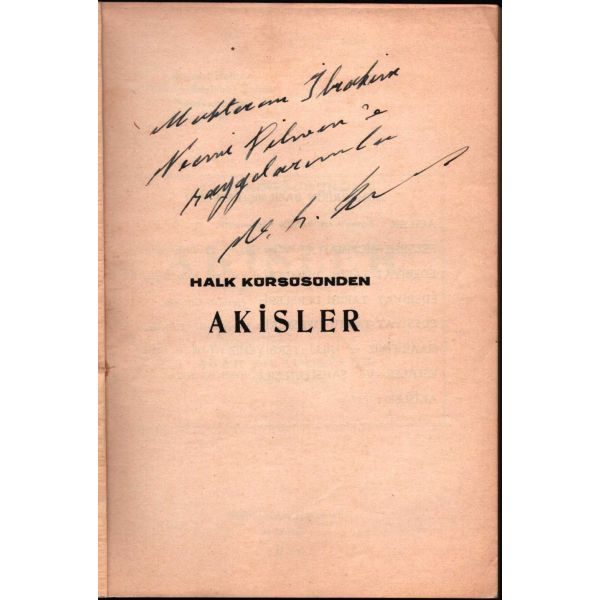 Muhterem İbrahim
Necmi Dilmen'e
saygılarımla
HALK KÜRSÜSÜNDEN
AKİSLER